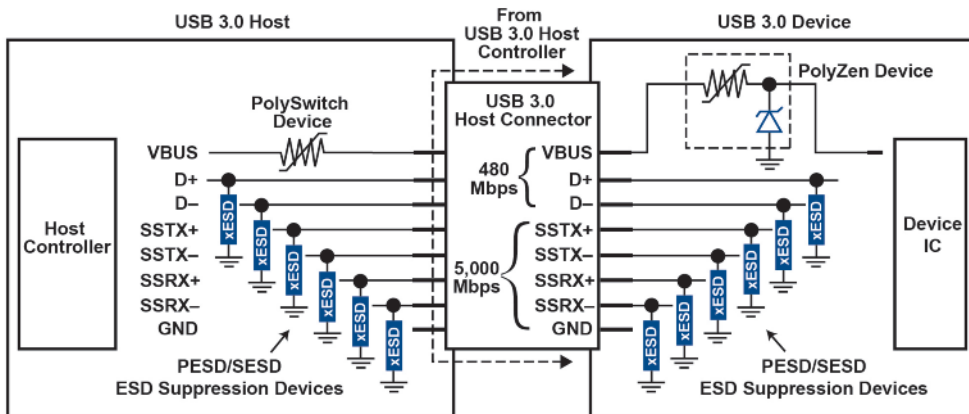 USB 3.0 Host
From
USB 3.0 Host
Controller
USB 3.0 Device
PolySwitch
Device
USB 3.0
Host Connector
PolyZen Device
Host
Controller
VBUS
D+
D–
SSTX+
SSTX–
SSRX+
SSRX–
GND
xESD
xESD
xESD
xESD
xESD
xESD
PESD/SESD
ESD Suppression Devices
480
Mbps
5,000
Mbps
VBUS
D+
D–
SSTX+
SSTX–
SSRX+
SSRX–
GND
xESD
xESD
xESD
xESD
xESD
xESD
PESD/SESD
ESD Suppression Devices
Device
IC